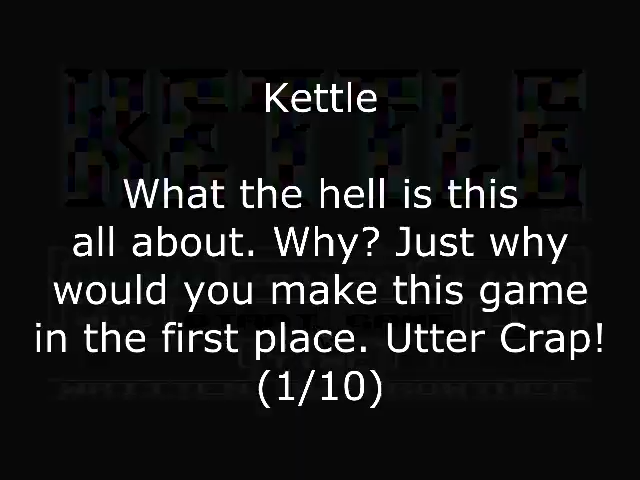 Kettle
What the hell is this
all about. Why? Just why
would you make this game
in the first place. Utter Crap!
(1/10)
KETTLE